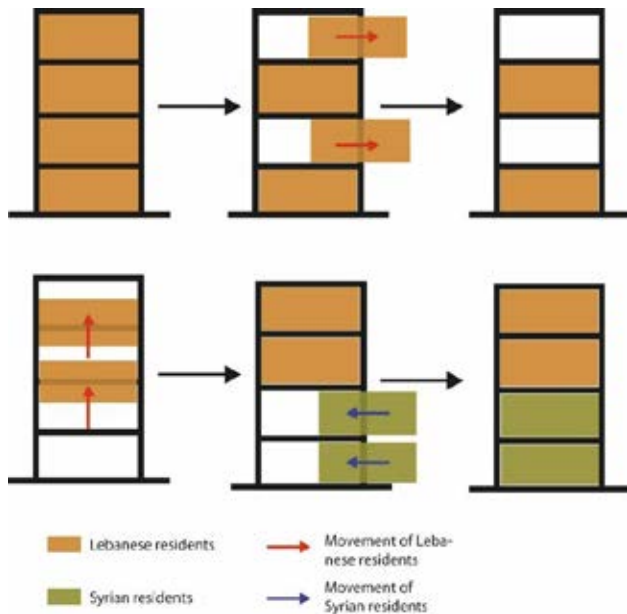 Lebanese residents
Movement of Leba-
nese residents
Syrian residents
Movement of
Syrian residents